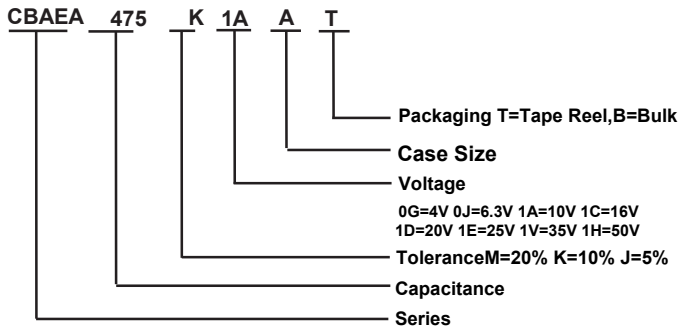 CBAEA 475 K 1A A T
Packaging T=Tape Reel,B=Bulk
Case Size
Voltage
0G=4V 0J=6.3V 1A=10V 1C=16V
1D=20V 1E=25V 1V=35V 1H=50V
ToleranceM=20% K=10% J=5%
Capacitance
Series